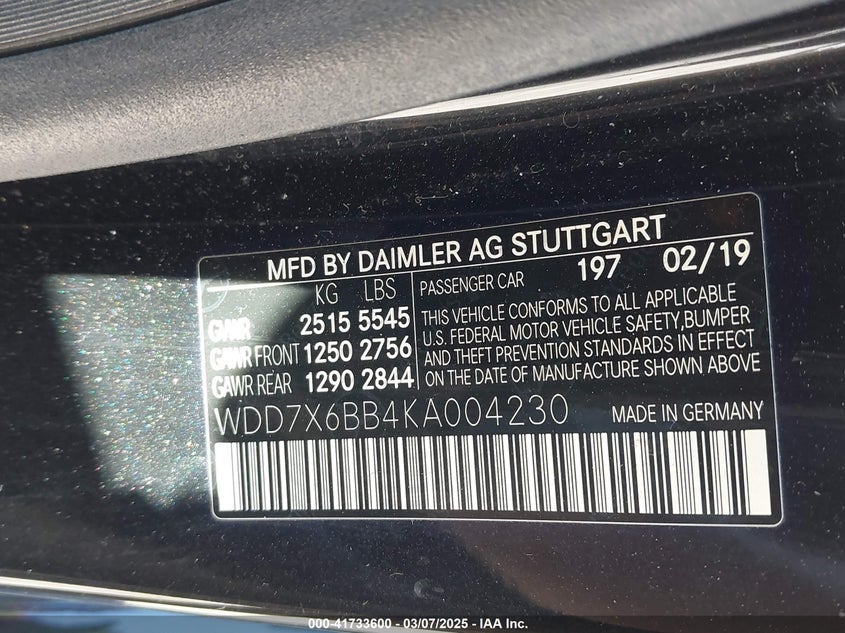 MFD BY DAIMLER AG STUTTGART
KG LBS
GVWR 2515 5545
GAWR FRONT 1250 2756
GAWR REAR 1290 2844
PASSENGER CAR 197 02/19
THIS VEHICLE CONFORMS TO ALL APPLICABLE
U.S. FEDERAL MOTOR VEHICLE SAFETY,BUMPER
AND THEFT PREVENTION STANDARDS IN EFFECT
ON THE DATE OF MANUFACTURE SHOWN ABOVE
WDD7X6BB4KA004230 MADE IN GERMANY
000-41733600 - 03/07/2025 - IAA Inc.